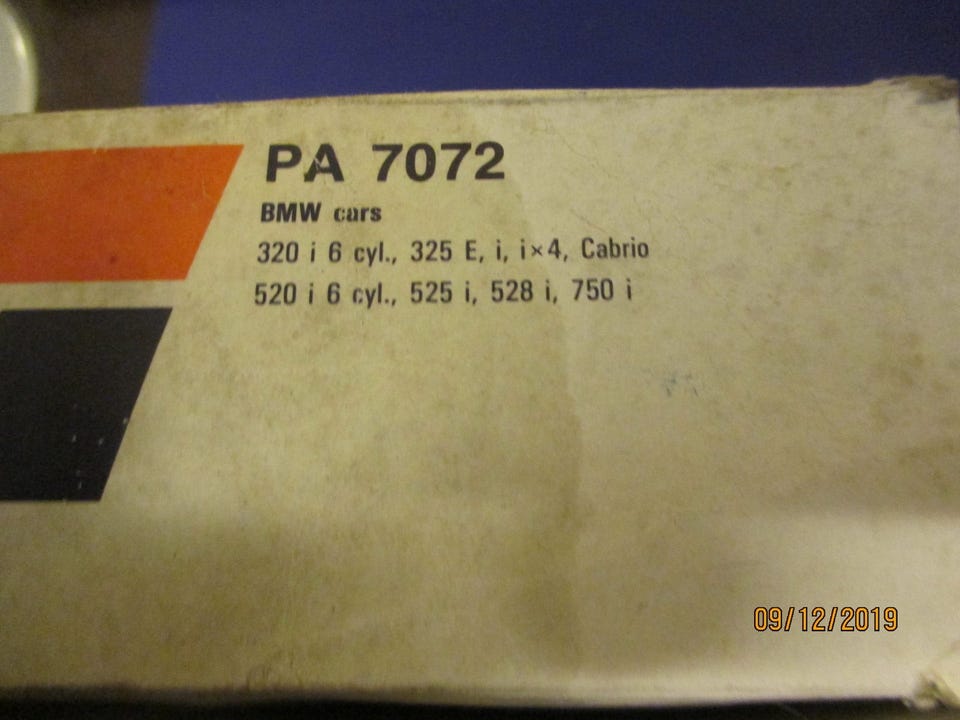 PA 7072
BMW cars
320 i 6 cyl., 325 E, i, i×4, Cabrio
520 i 6 cyl., 525 i, 528 i, 750 i
09/12/2019